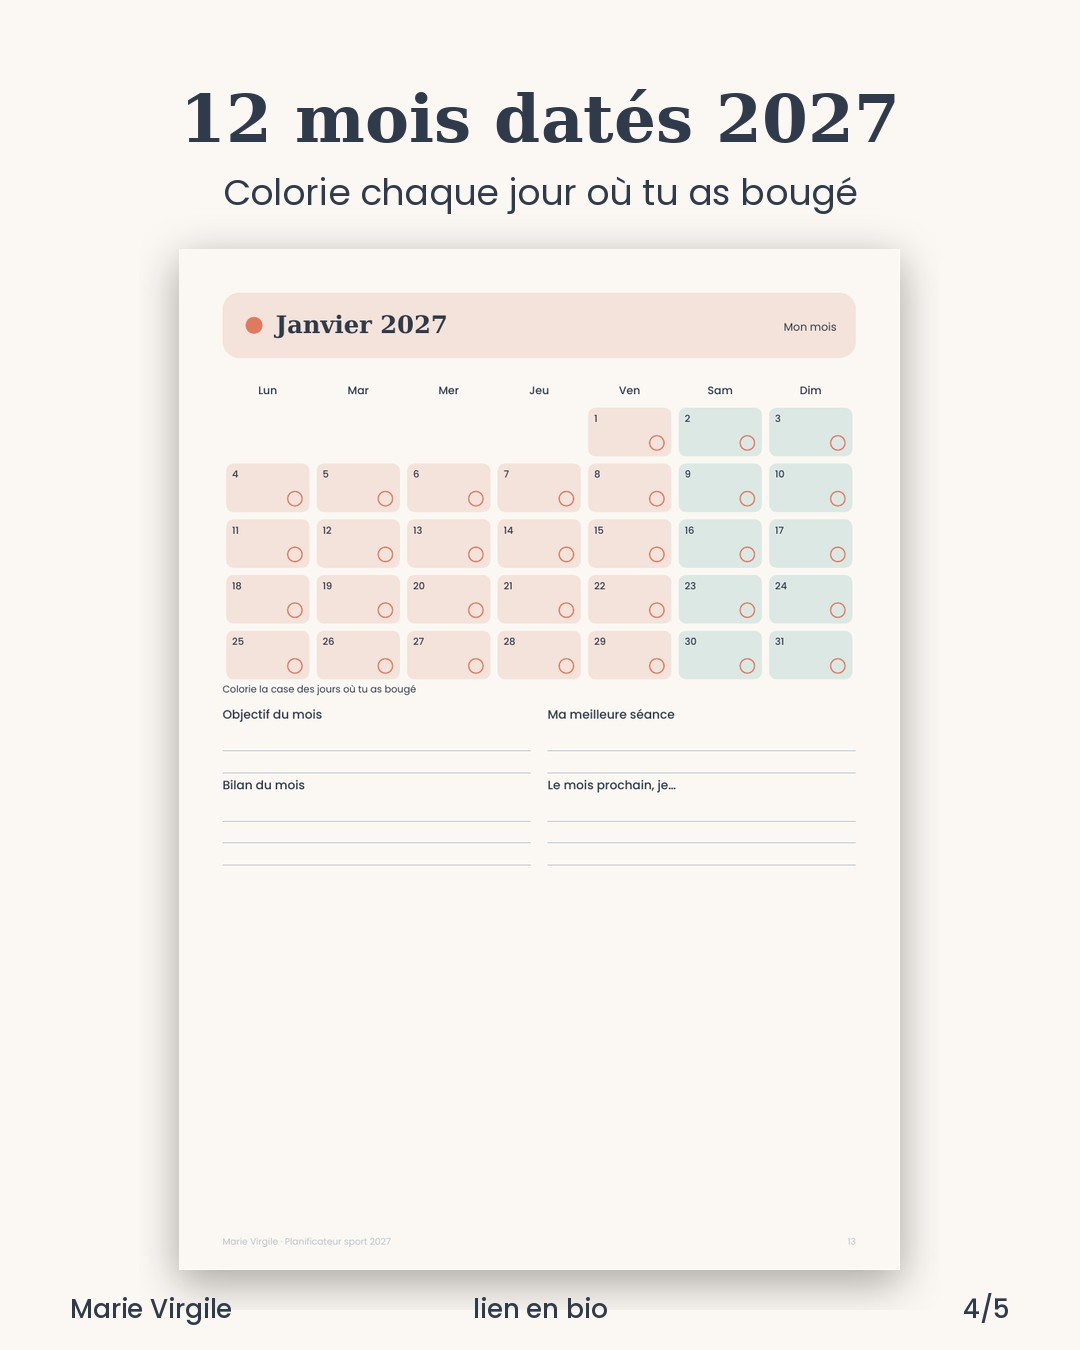 12 mois datés 2027
Colorie chaque jour où tu as bougé
Janvier 2027 Mon mois
Lun Mar Mer Jeu Ven Sam Dim
1 2 3
4 5 6 7 8 9 10
11 12 13 14 15 16 17
18 19 20 21 22 23 24
25 26 27 28 29 30 31
Colorie la case des jours où tu as bougé
Objectif du mois Ma meilleure séance
Bilan du mois Le mois prochain, je…
Marie Virgile · Planificateur sport 2027 13
Marie Virgile lien en bio 4/5